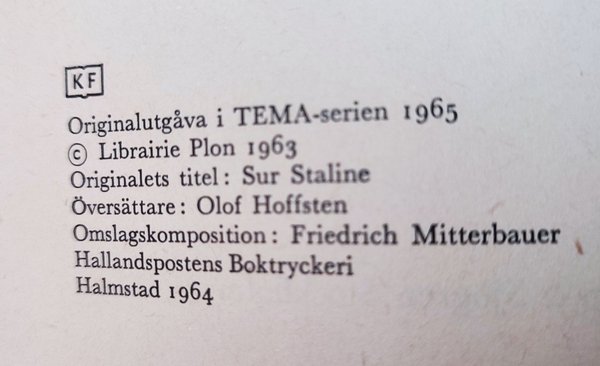 KF
Originalutgåva i TEMA-serien 1965
© Librairie Plon 1963
Originalets titel: Sur Staline
Översättare: Olof Hoffsten
Omslagskomposition: Friedrich Mitterbauer
Hallandspostens Boktryckeri
Halmstad 1964